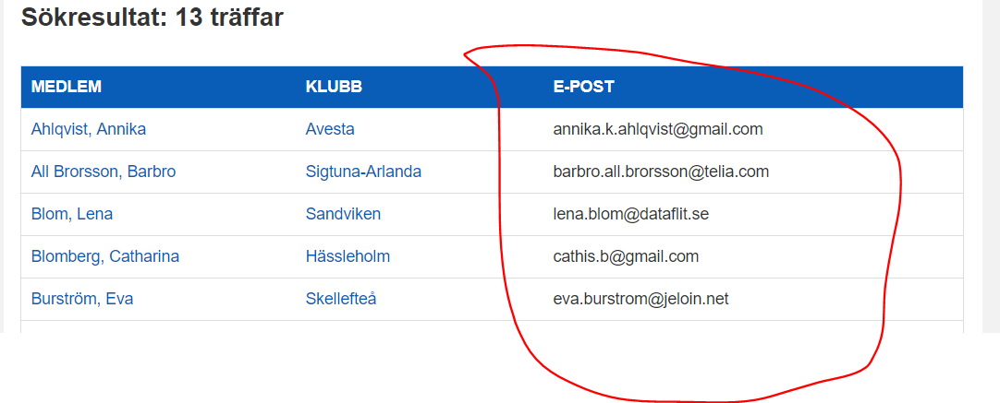 Sökresultat: 13 träffar
MEDLEM KLUBB E-POST
Ahlqvist, Annika Avesta annika.k.ahlqvist@gmail.com
All Brorsson, Barbro Sigtuna-Arlanda barbro.all.brorsson@telia.com
Blom, Lena Sandviken lena.blom@dataflit.se
Blomberg, Catharina Hässleholm cathis.b@gmail.com
Burström, Eva Skellefteå eva.burstrom@jeloin.net